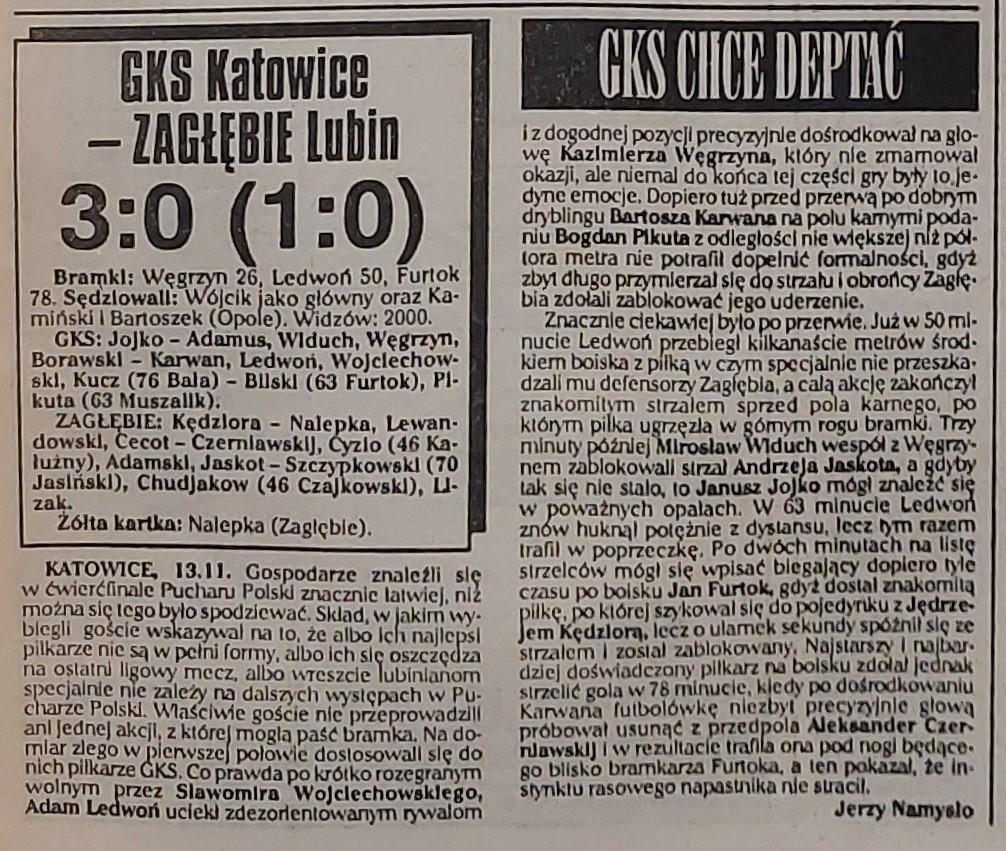 GKS Katowice
– ZAGŁĘBIE Lubin
3:0 (1:0)
Bramki: Węgrzyn 26, Ledwoń 50, Furtok
78. Sędziowali: Wójcik jako główny oraz Ka-
miński i Bartoszek (Opole). Widzów: 2000.
GKS: Jojko – Adamus, Widuch, Węgrzyn,
Borawski – Karwan, Ledwoń, Wojciechow-
ski, Kucz (76 Bala) – Bilski (63 Furtok), Pi-
kuta (63 Muszalik).
ZAGŁĘBIE: Kędziora – Nalepka, Lewan-
dowski, Cecot – Czerniawskij, Cyzio (46 Ka-
łużny), Adamski, Jaskot – Szczypkowski (70
Jasiński), Chudjakow (46 Czajkowski), Li-
zak.
Żółta kartka: Nalepka (Zagłębie).
KATOWICE, 13.11. Gospodarze znaleźli się
w ćwierćfinale Pucharu Polski znacznie łatwiej, niż
można się tego było spodziewać. Skład, w jakim wy-
biegli goście wskazywał na to, że albo ich najlepsi
piłkarze nie są w pełni formy, albo ich się oszczędza
na ostatni ligowy mecz, albo wreszcie lubinianom
specjalnie nie zależy na dalszych występach w Pu-
charze Polski. Właściwie goście nie przeprowadzili
ani jednej akcji, z której mogła paść bramka. Na do-
miar złego w pierwszej połowie dostosowali się do
nich piłkarze GKS. Co prawda po krótko rozegranym
wolnym przez Sławomira Wojciechowskiego,
Adam Ledwoń uciekł zdezorientowanym rywalom
GKS CHCE DEPTAĆ
i z dogodnej pozycji precyzyjnie dośrodkował na gło-
wę Kazimierza Węgrzyna, który nie zmarnował
okazji, ale niemal do końca tej części gry były to je-
dyne emocje. Dopiero tuż przed przerwą po dobrym
dryblingu Bartosza Karwana na polu karnym i poda-
niu Bogdan Pikuta z odległości nie większej niż pół-
tora metra nie potrafił dopełnić formalności, gdyż
zbyt długo przymierzał się do strzału i obrońcy Zagłę-
bia zdołali zablokować jego uderzenie.
Znacznie ciekawiej było po przerwie. Już w 50 mi-
nucie Ledwoń przebiegł kilkanaście metrów środ-
kiem boiska z piłką w czym specjalnie nie przeszka-
dzali mu defensorzy Zagłębia, a całą akcję zakończył
znakomitym strzałem sprzed pola karnego, po
którym piłka ugrzęzła w górnym rogu bramki. Trzy
minuty później Mirosław Widuch wespół z Węgrzy-
nem zablokowali strzał Andrzeja Jaskota, a gdyby
tak się nie stało, to Janusz Jojko mógł znaleźć się
w poważnych opałach. W 63 minucie Ledwoń
znów huknął potężnie z dystansu, lecz tym razem
trafił w poprzeczkę. Po dwóch minutach na listę
strzelców mógł się wpisać biegający dopiero tyle
czasu po boisku Jan Furtok, gdyż dostał znakomitą
piłkę, po której szykował się do pojedynku z Jędrze-
jem Kędziorą, lecz o ułamek sekundy spóźnił się ze
strzałem i został zablokowany. Najstarszy i najbar-
dziej doświadczony piłkarz na boisku zdołał jednak
strzelić gola w 78 minucie, kiedy po dośrodkowaniu
Karwana futbolówkę niezbyt precyzyjnie głową
próbował usunąć z przedpola Aleksander Czer-
niawskij i w rezultacie trafiła ona pod nogi będące-
go blisko bramkarza Furtoka, a ten pokazał, że in-
stynktu rasowego napastnika nie stracił.
Jerzy Namysło